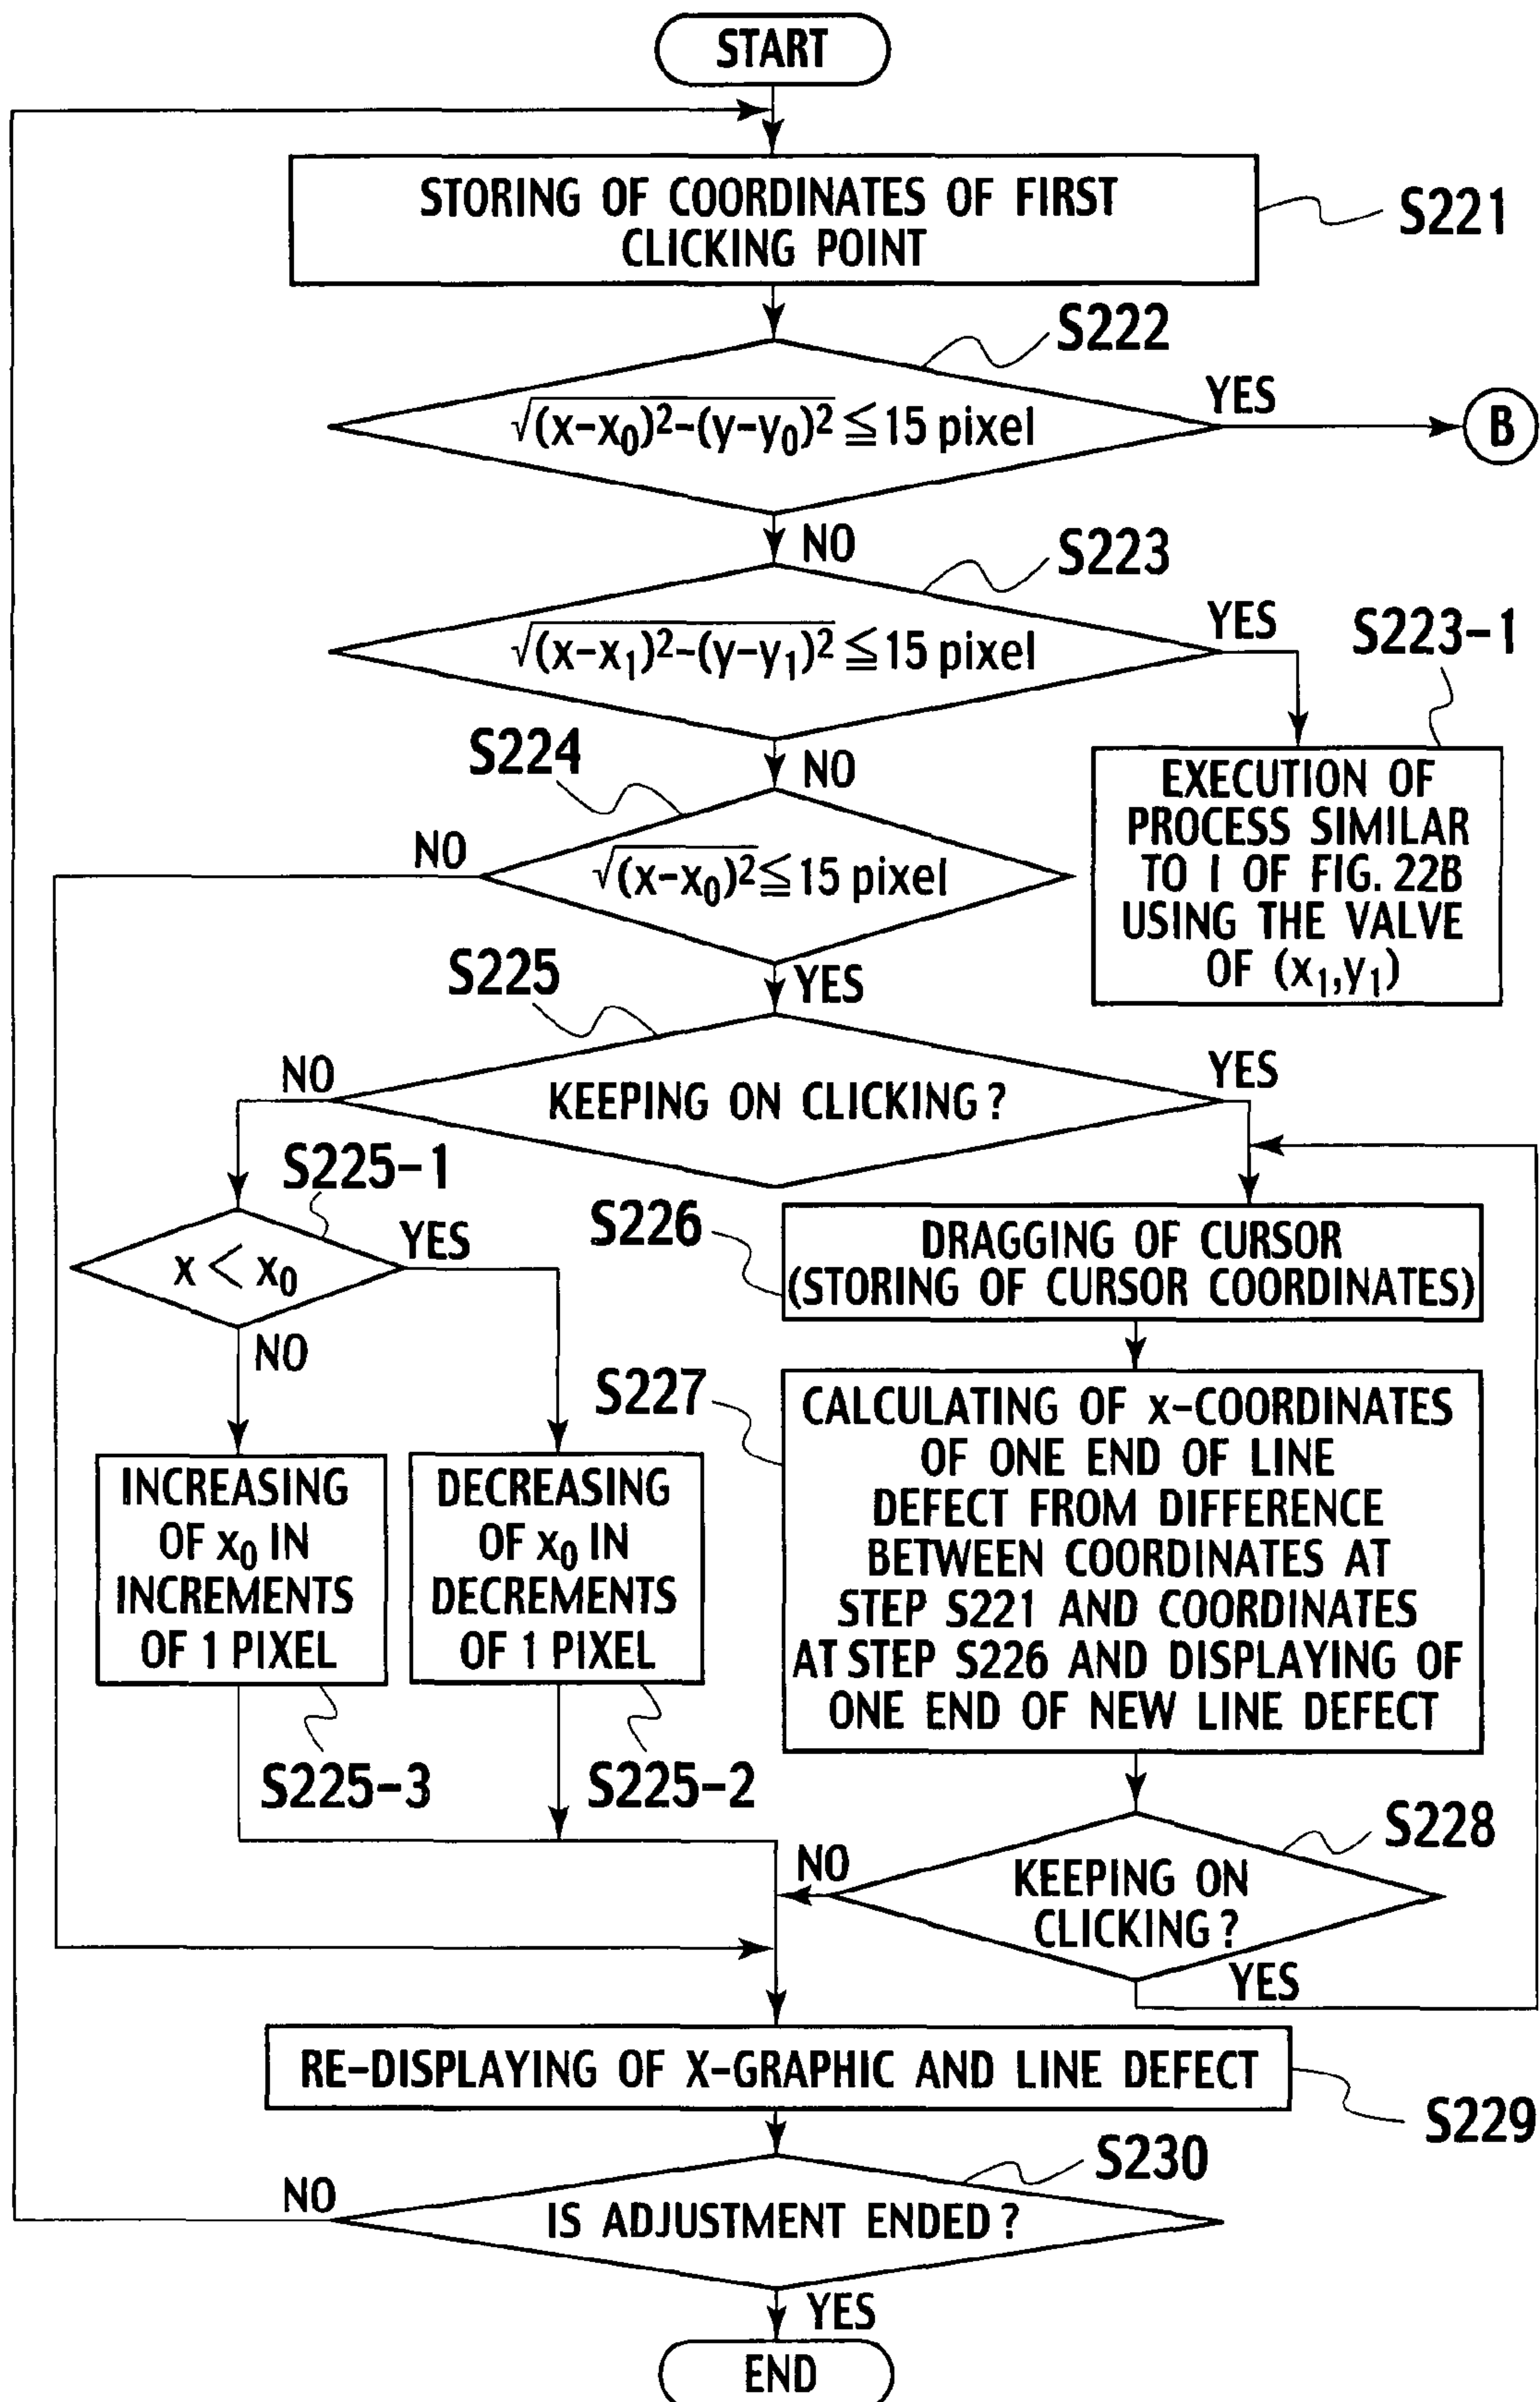 START
STORING OF COORDINATES OF FIRST
CLICKING POINT
S221
S222
√(x-x₀)²-(y-y₀)² ≦ 15 pixel
YES
B
NO
S223
√(x-x₁)²-(y-y₁)² ≦ 15 pixel
YES
S223-1
EXECUTION OF
PROCESS SIMILAR
TO I OF FIG. 22B
USING THE VALVE
OF (x₁,y₁)
NO
S224
√(x-x₀)² ≦ 15 pixel
NO
YES
S225
KEEPING ON CLICKING?
NO
YES
S225-1
x < x₀
YES
NO
S226
DRAGGING OF CURSOR
(STORING OF CURSOR COORDINATES)
S227
CALCULATING OF x-COORDINATES
OF ONE END OF LINE
DEFECT FROM DIFFERENCE
BETWEEN COORDINATES AT
STEP S221 AND COORDINATES
AT STEP S226 AND DISPLAYING OF
ONE END OF NEW LINE DEFECT
INCREASING
OF x₀ IN
INCREMENTS
OF 1 PIXEL
S225-3
DECREASING
OF x₀ IN
DECREMENTS
OF 1 PIXEL
S225-2
S228
KEEPING ON
CLICKING?
NO
YES
RE-DISPLAYING OF X-GRAPHIC AND LINE DEFECT
S229
S230
IS ADJUSTMENT ENDED?
NO
YES
END